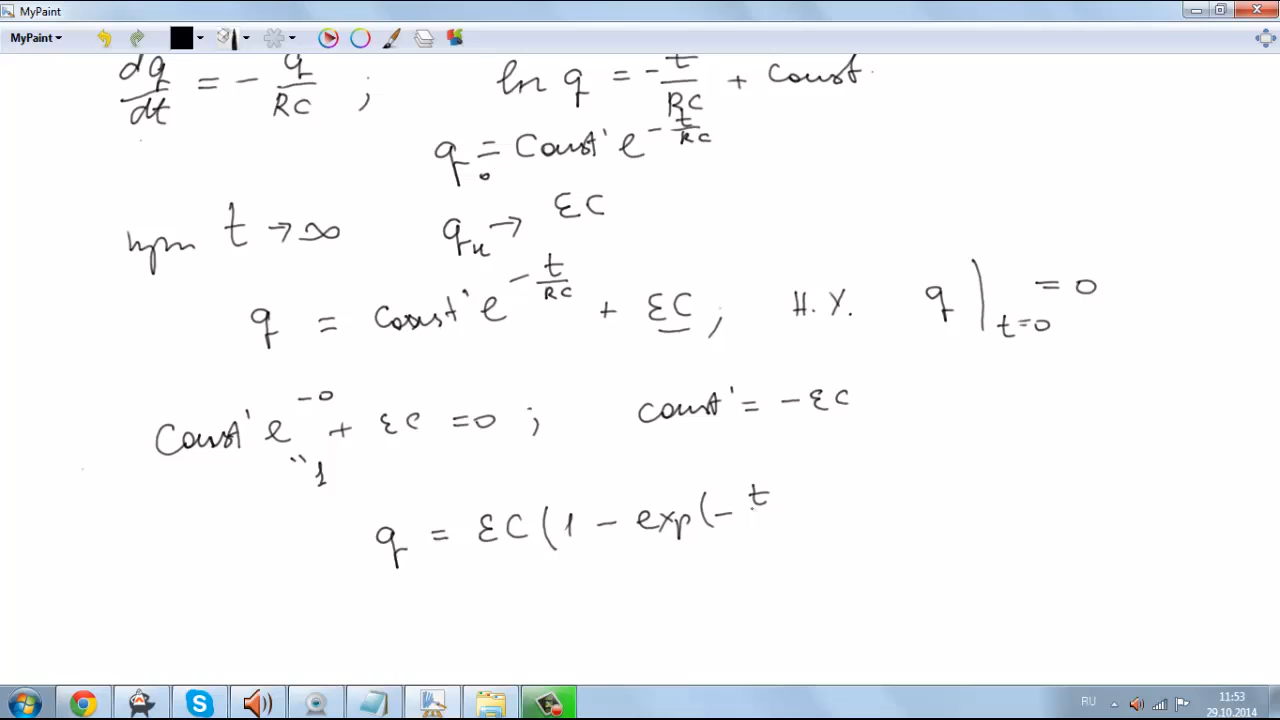 MyPaint
MyPaint
dq/dt = - q/RC ; ln q = - t/RC + const
q₀ = Const' e^(- t/RC)
при t → ∞ qч → εC
q = const' e^(- t/RC) + εC ; Н.У. q |t=0 = 0
Const' e^(-0) + εC = 0 ; const' = - εC
"1
q = εC (1 - exp(- t
RU
11:53
29.10.2014